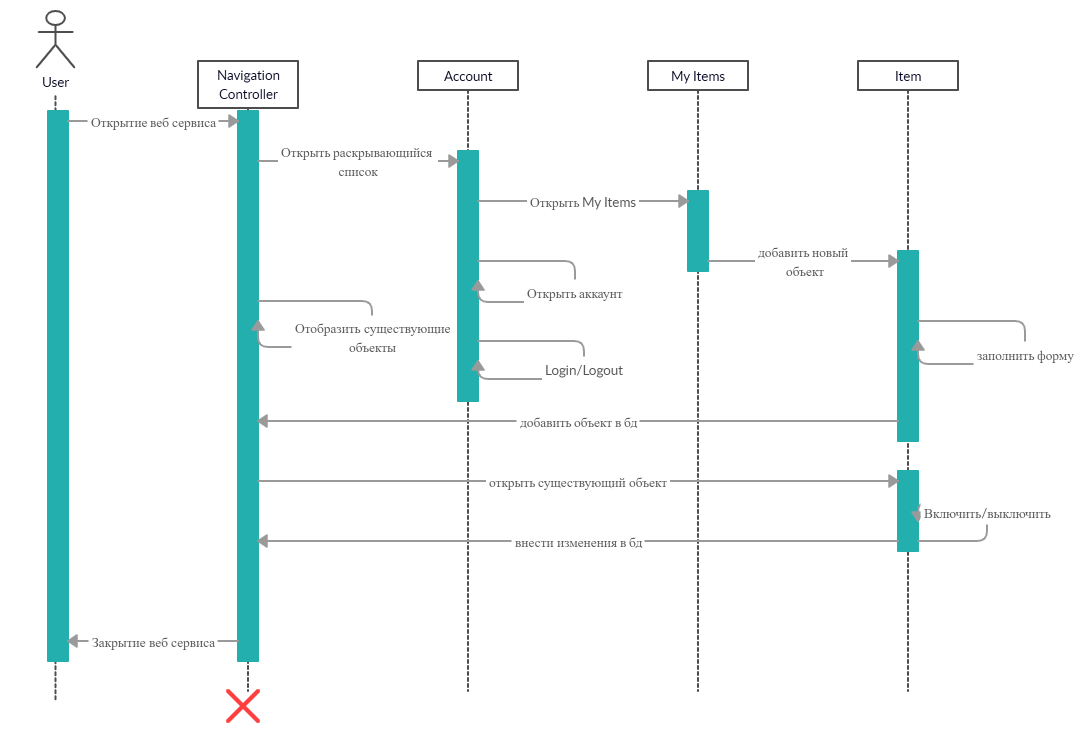 User
Navigation
Controller
Account
My Items
Item
Открытие веб сервиса
Открыть раскрывающийся
список
Открыть My Items
добавить новый
объект
Открыть аккаунт
Отобразить существующие
объекты
заполнить форму
Login/Logout
добавить объект в бд
открыть существующий объект
Включить/выключить
внести изменения в бд
Закрытие веб сервиса